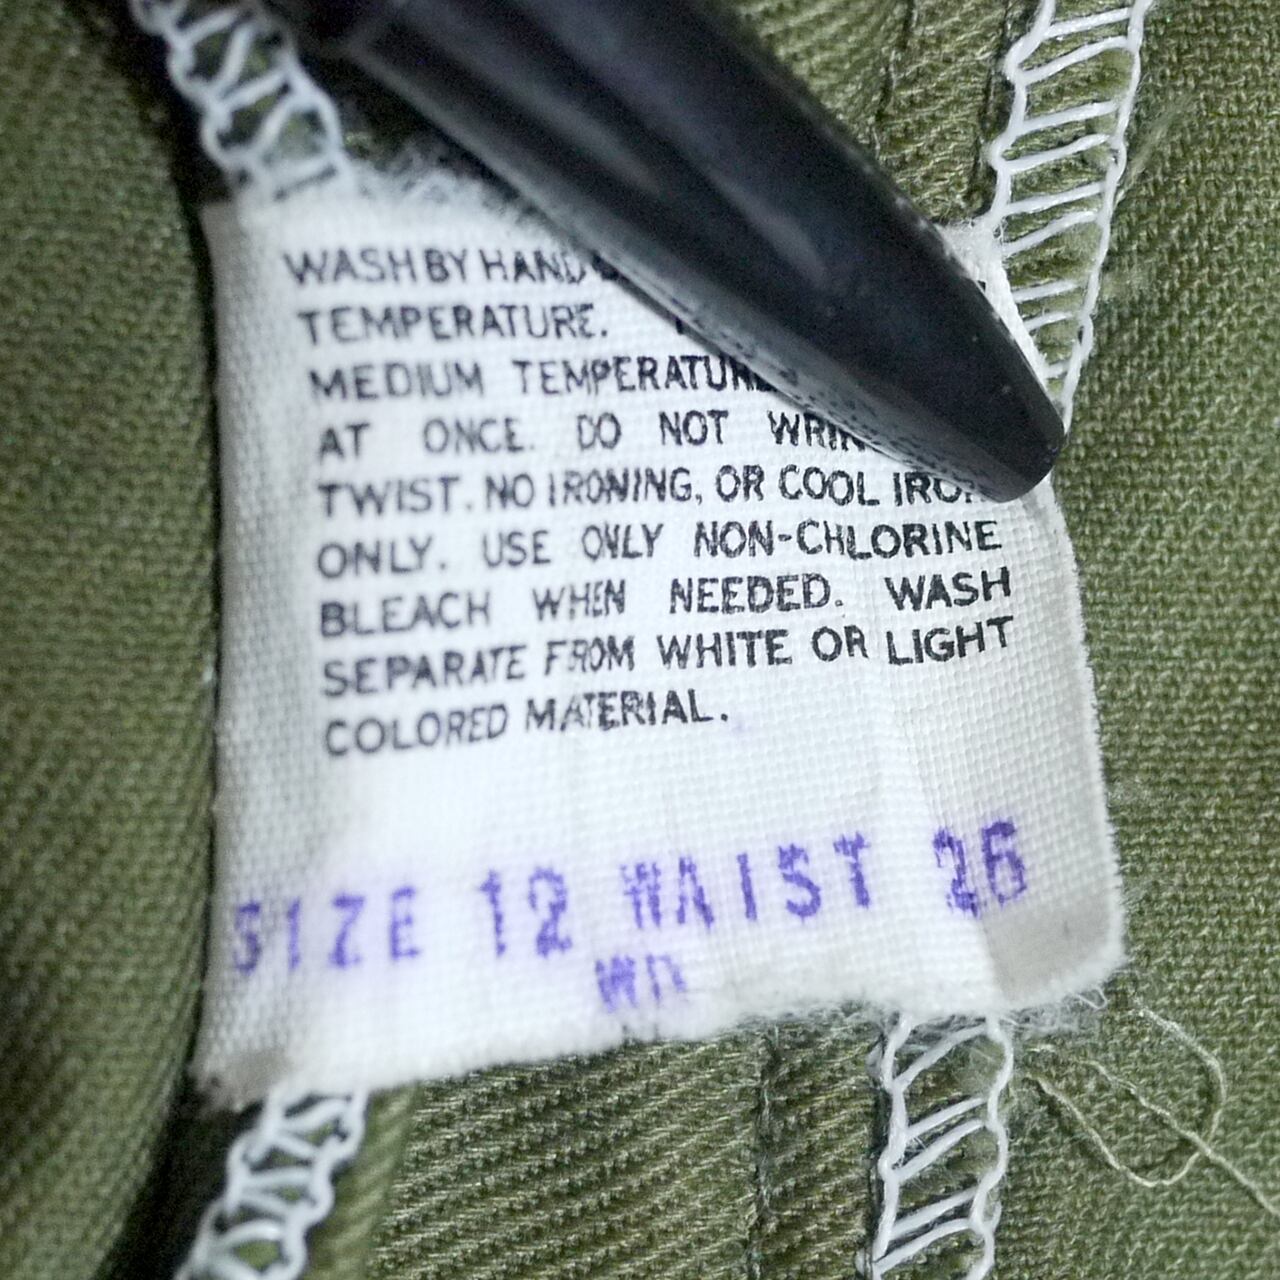 WASH BY HAND
TEMPERATURE.
MEDIUM TEMPERATURE
AT ONCE. DO NOT
TWIST. NO IRONING, OR COOL IRON
ONLY. USE ONLY NON-CHLORINE
BLEACH WHEN NEEDED. WASH
SEPARATE FROM WHITE OR LIGHT
COLORED MATERIAL.
SIZE 12 WAIST 26